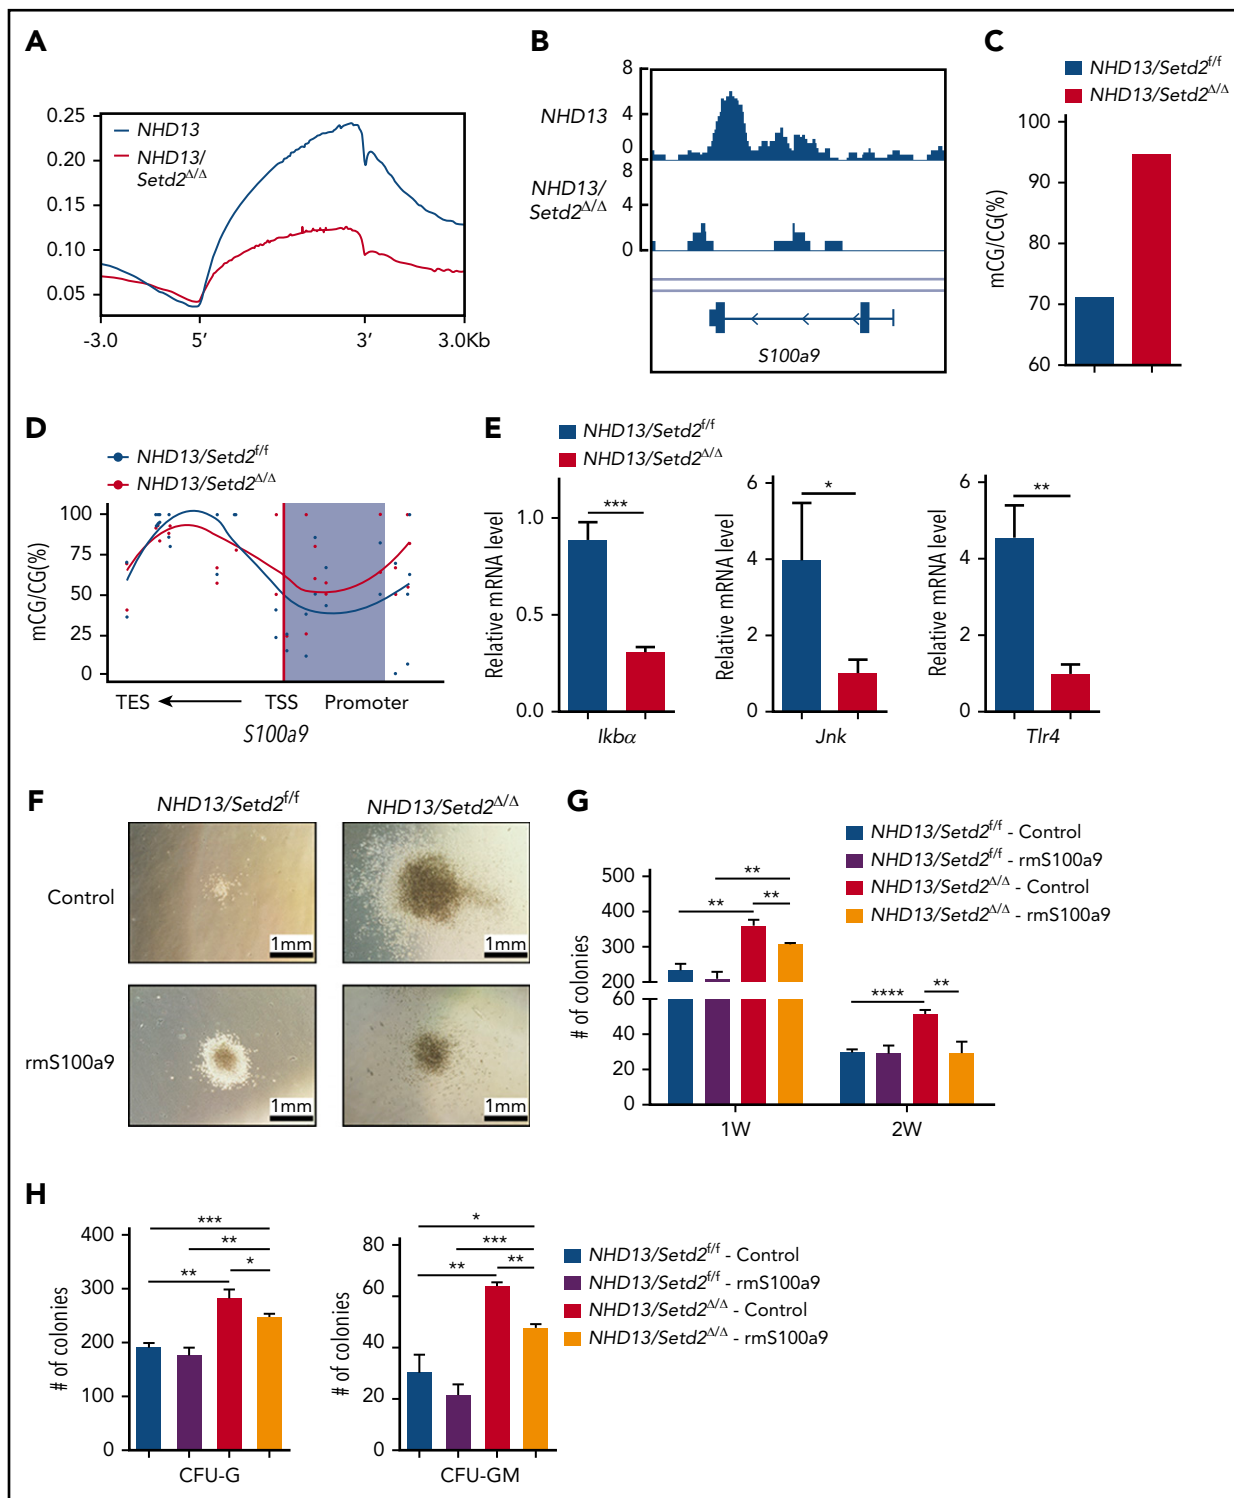 A
NHD13
NHD13/
Setd2Δ/Δ
0.25
0.20
0.15
0.10
0.05
-3.0
5′
3′
3.0Kb
B
8
4
0
NHD13
8
4
0
NHD13/
Setd2Δ/Δ
S100a9
C
NHD13/Setd2f/f
NHD13/Setd2Δ/Δ
mCG/CG(%)
100
90
80
70
60
D
NHD13/Setd2f/f
NHD13/Setd2Δ/Δ
mCG/CG(%)
100
75
50
25
0
TES
TSS
Promoter
S100a9
E
NHD13/Setd2f/f
NHD13/Setd2Δ/Δ
Relative mRNA level
1.0
0.5
0.0
***
Ikbα
Relative mRNA level
6
4
2
0
*
Jnk
Relative mRNA level
6
4
2
0
**
Tlr4
F
NHD13/Setd2f/f
NHD13/Setd2Δ/Δ
Control
1mm
1mm
rmS100a9
1mm
1mm
G
NHD13/Setd2f/f - Control
NHD13/Setd2f/f - rmS100a9
NHD13/Setd2Δ/Δ - Control
NHD13/Setd2Δ/Δ - rmS100a9
# of colonies
500
400
300
200
60
40
20
0
**
**
**
****
**
1W
2W
H
# of colonies
400
300
200
100
0
***
**
**
*
CFU-G
# of colonies
80
60
40
20
0
*
***
**
**
CFU-GM
NHD13/Setd2f/f - Control
NHD13/Setd2f/f - rmS100a9
NHD13/Setd2Δ/Δ - Control
NHD13/Setd2Δ/Δ - rmS100a9